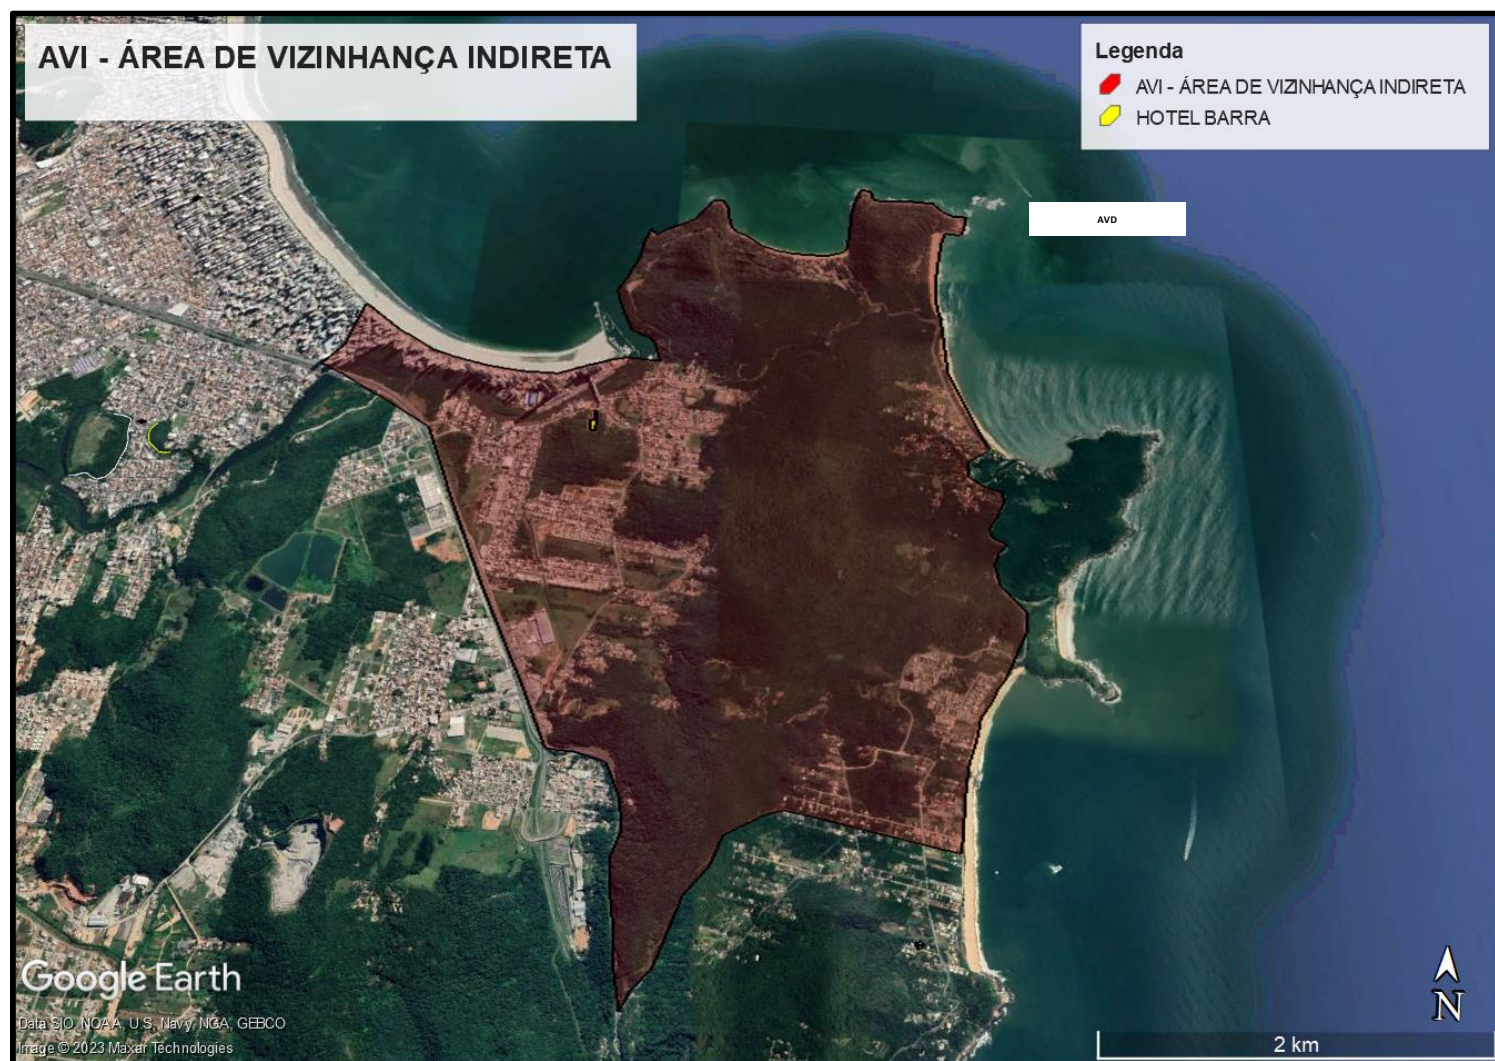 AVI - ÁREA DE VIZINHANÇA INDIRETA
Legenda
AVI - ÁREA DE VIZINHANÇA INDIRETA
HOTEL BARRA
AVD
Google Earth
Data SIO, NOAA, U.S. Navy, NGA, GEBCO
Image © 2023 Maxar Technologies
N
2 km